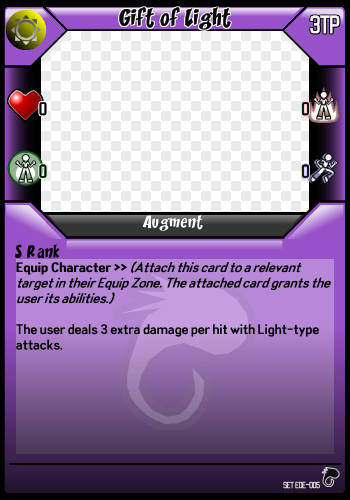 Gift of Light
3TP
0
0
0
0
Augment
S Rank
Equip Character >> (Attach this card to a relevant
target in their Equip Zone. The attached card grants the
user its abilities.)
The user deals 3 extra damage per hit with Light-type
attacks.
SET EDE-005